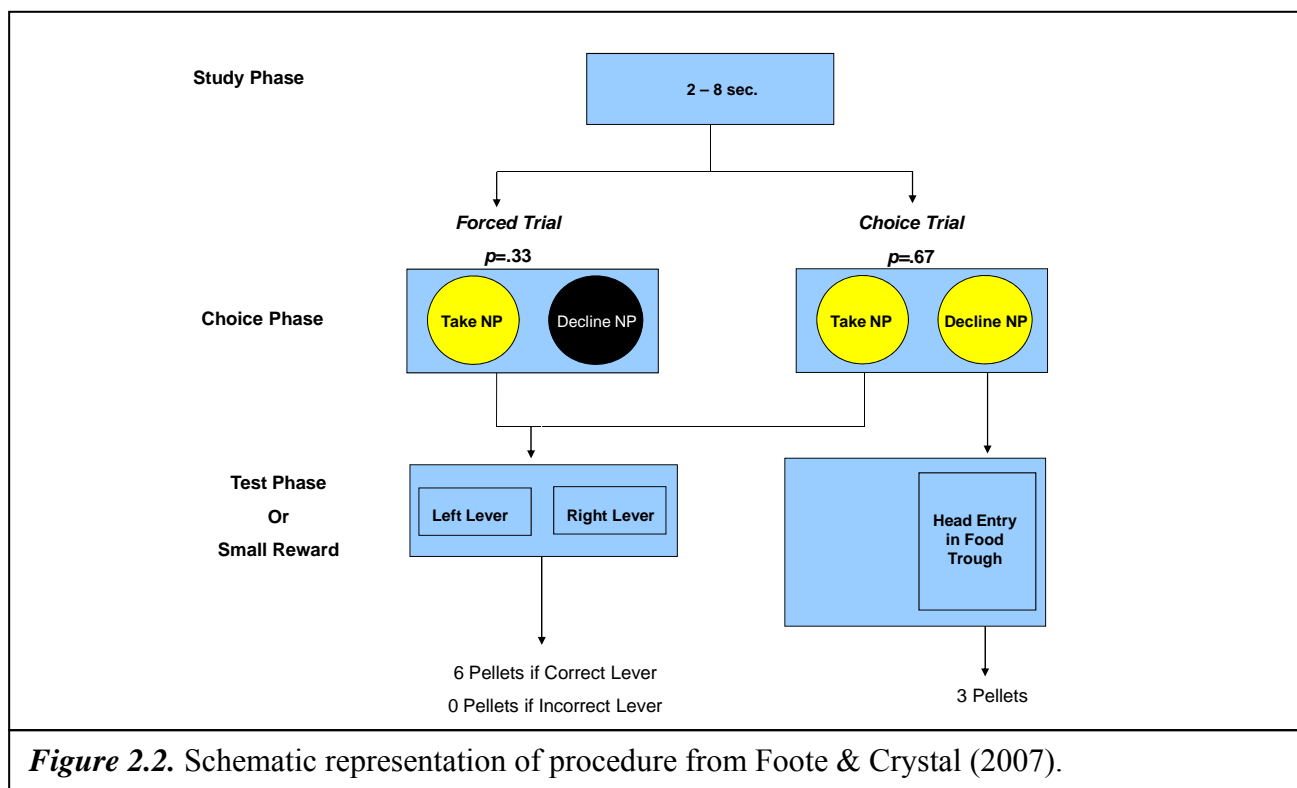 Study Phase
2 – 8 sec.
Forced Trial
p=.33
Choice Trial
p=.67
Choice Phase
Take NP
Decline NP
Take NP
Decline NP
Test Phase
Or
Small Reward
Left Lever
Right Lever
Head Entry
in Food
Trough
6 Pellets if Correct Lever
0 Pellets if Incorrect Lever
3 Pellets
Figure 2.2. Schematic representation of procedure from Foote & Crystal (2007).